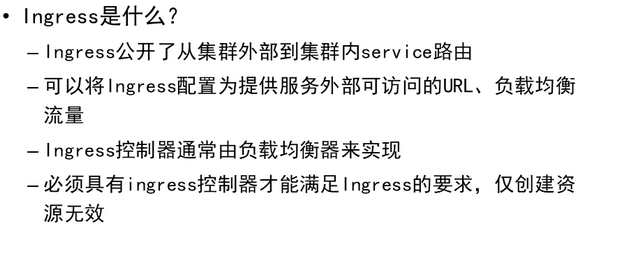 • Ingress是什么？
– Ingress公开了从集群外部到集群内service路由
– 可以将Ingress配置为提供服务外部可访问的URL、负载均衡
流量
– Ingress控制器通常由负载均衡器来实现
– 必须具有ingress控制器才能满足Ingress的要求，仅创建资
源无效